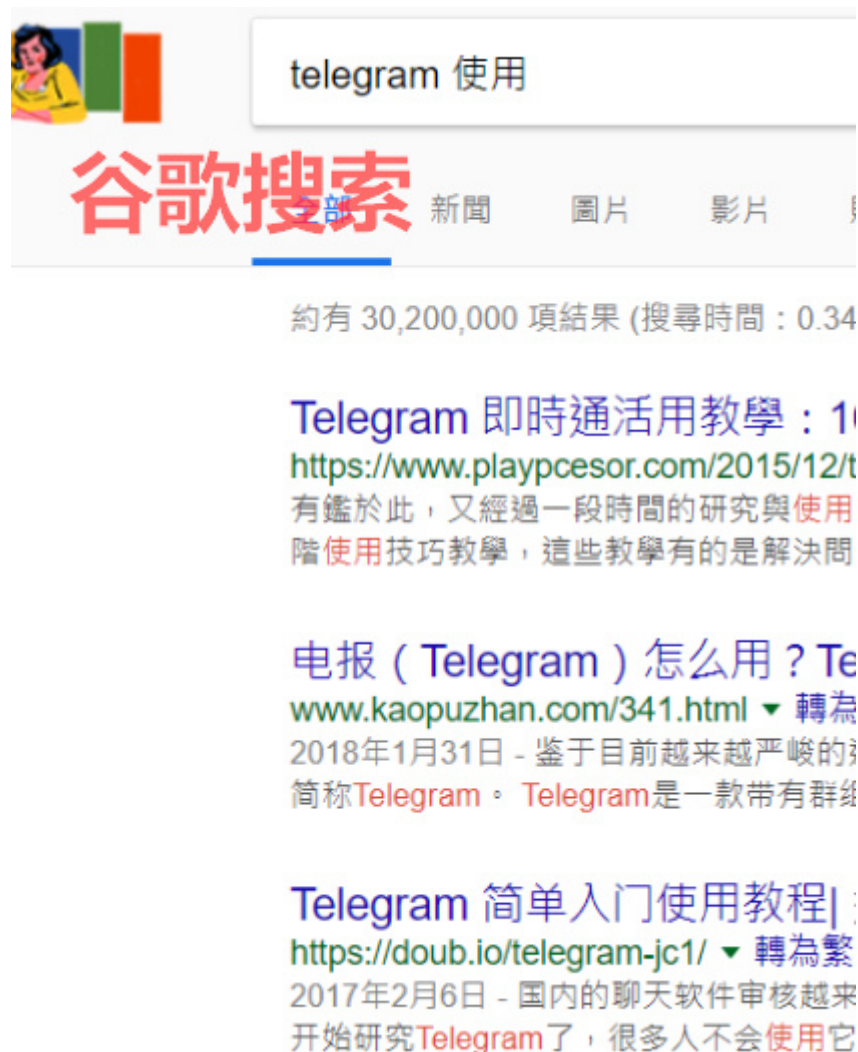 telegram 使用
谷歌搜索
全部 新聞 圖片 影片
約有 30,200,000 項結果 (搜尋時間：0.34
Telegram 即時通活用教學：1
https://www.playpcesor.com/2015/12/t
有鑑於此，又經過一段時間的研究與使用
階使用技巧教學，這些教學有的是解決問
电报（Telegram）怎么用？Te
www.kaopuzhan.com/341.html ▼ 轉為
2018年1月31日 - 鉴于目前越来越严峻的
简称Telegram。 Telegram是一款带有群组
Telegram 简单入门使用教程|
https://doub.io/telegram-jc1/ ▼ 轉為繁
2017年2月6日 - 国内的聊天软件审核越来
开始研究Telegram了，很多人不会使用它